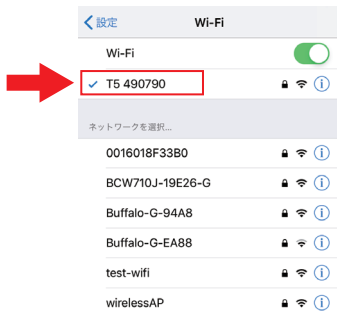 設定 Wi-Fi
Wi-Fi
T5 490790
ネットワークを選択...
0016018F33B0
BCW710J-19E26-G
Buffalo-G-94A8
Buffalo-G-EA88
test-wifi
wirelessAP